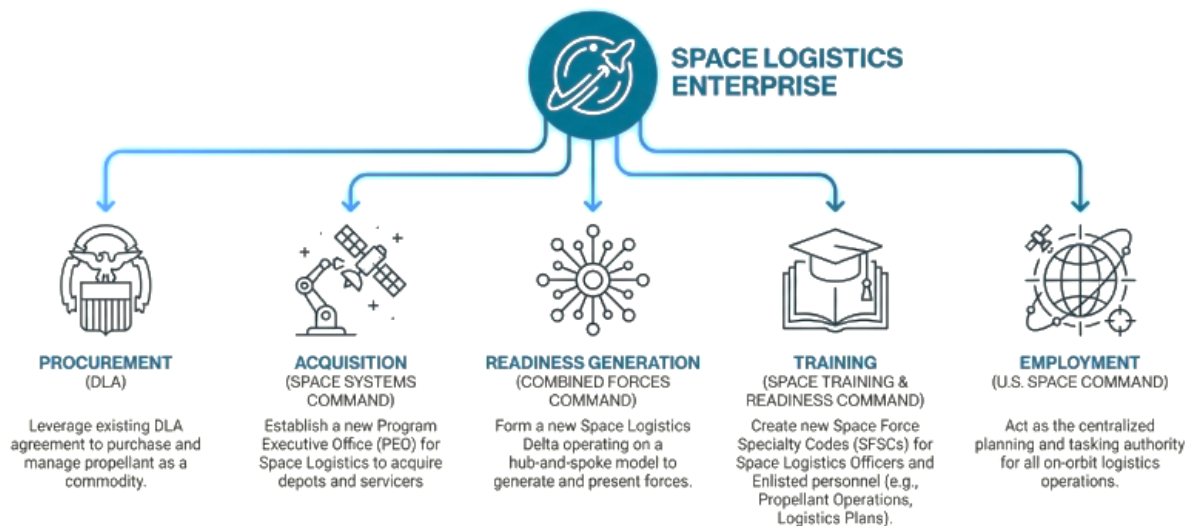 SPACE LOGISTICS
ENTERPRISE
PROCUREMENT
(DLA)
Leverage existing DLA
agreement to purchase and
manage propellant as a
commodity.
ACQUISITION
(SPACE SYSTEMS
COMMAND)
Establish a new Program
Executive Office (PEO) for
Space Logistics to acquire
depots and servicers
READINESS GENERATION
(COMBINED FORCES
COMMAND)
Form a new Space Logistics
Delta operating on a
hub-and-spoke model to
generate and present forces.
TRAINING
(SPACE TRAINING &
READINESS COMMAND)
Create new Space Force
Specialty Codes (SFSCs) for
Space Logistics Officers and
Enlisted personnel (e.g.,
Propellant Operations,
Logistics Plans).
EMPLOYMENT
(U.S. SPACE COMMAND)
Act as the centralized
planning and tasking authority
for all on-orbit logistics
operations.